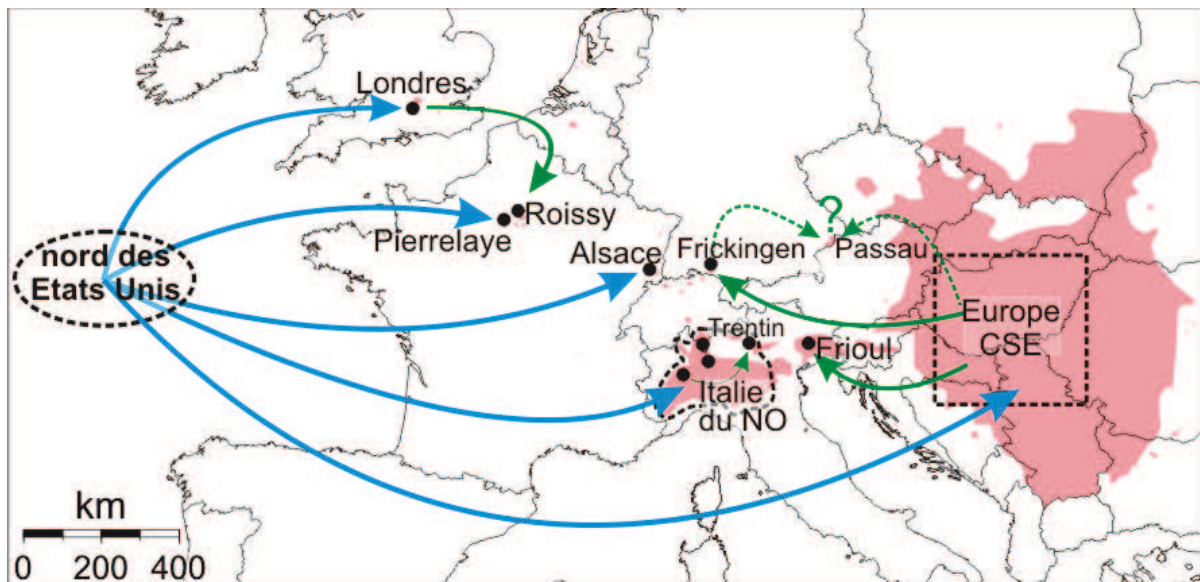 Londres
nord des
Etats Unis
Pierrelaye
Roissy
Alsace
Frickingen
?
Passau
Europe
CSE
Trentin
Frioul
Italie
du NO
km
0 200 400